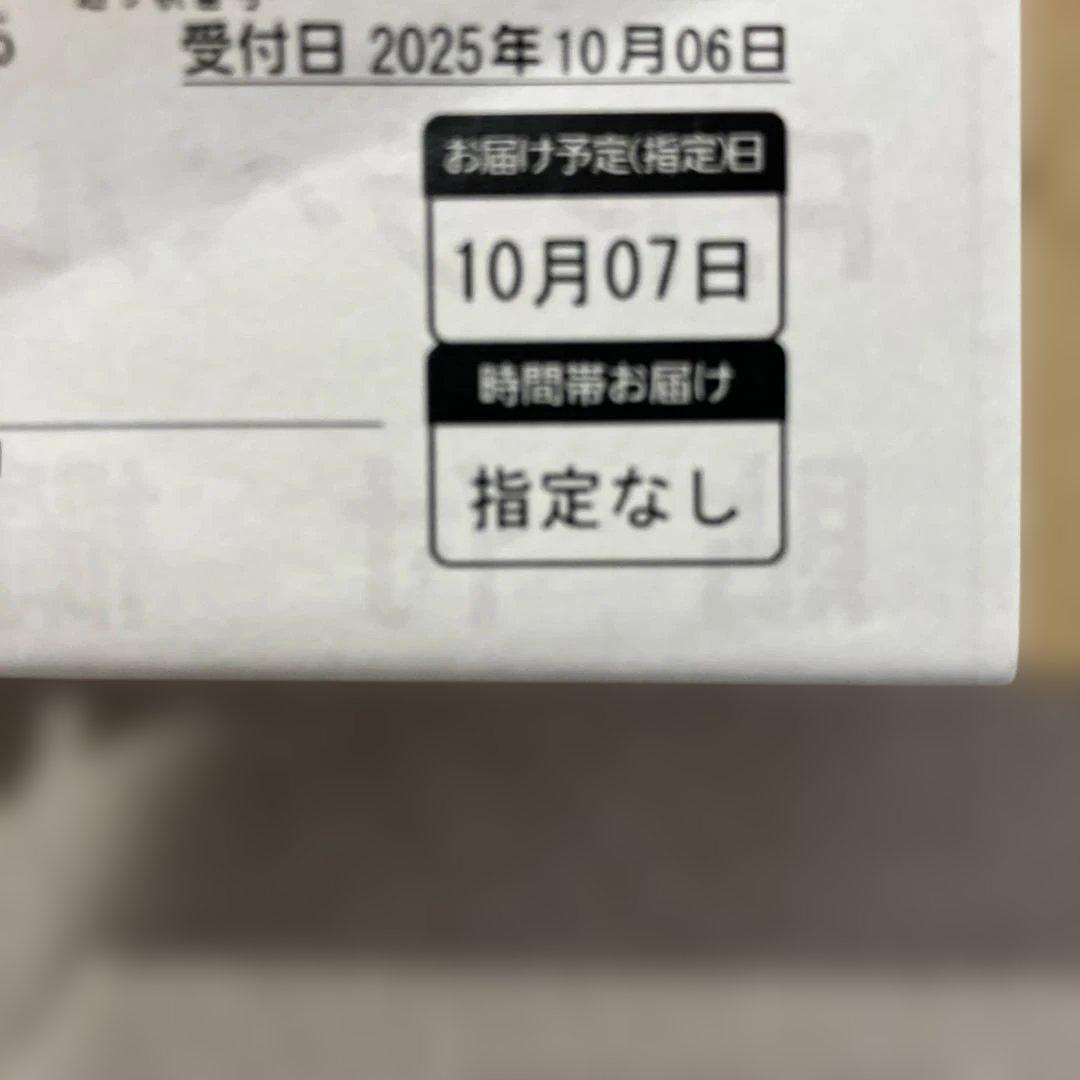 受付日 2025年10月06日
お届け予定(指定)日
10月07日
時間帯お届け
指定なし